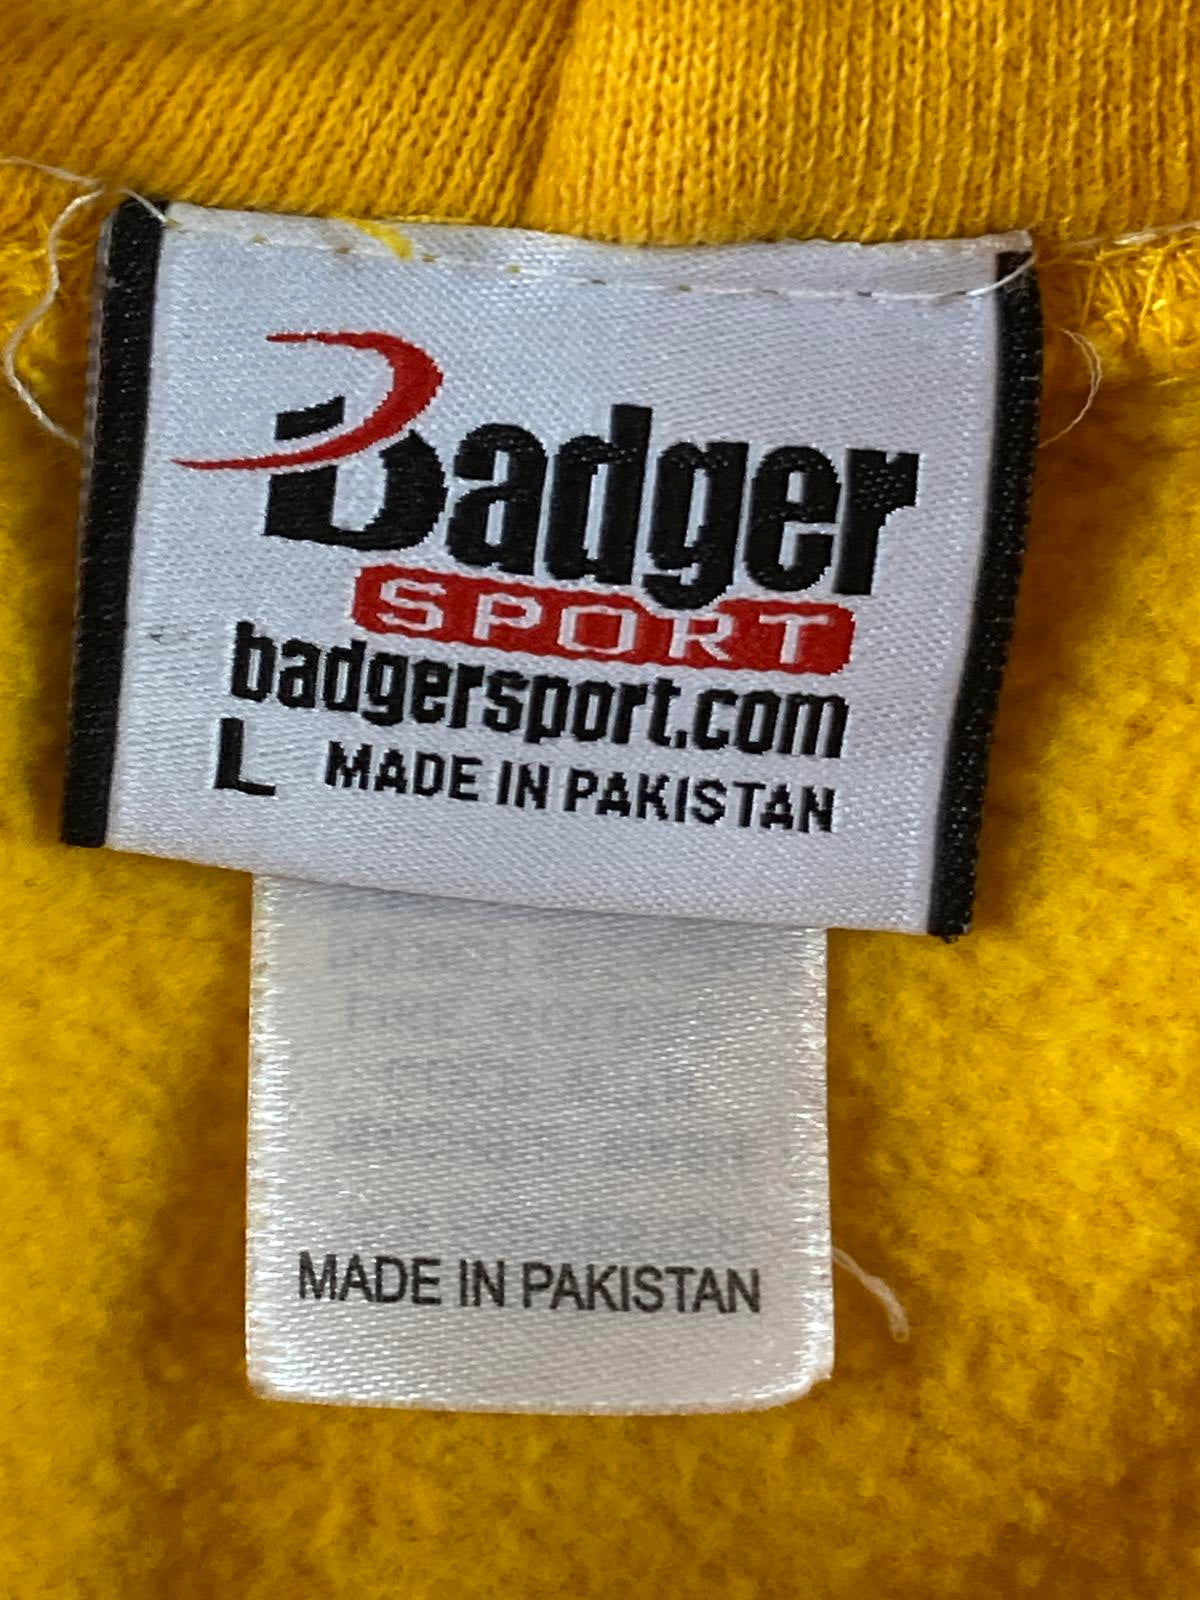 Badger
SPORT
badgersport.com
L MADE IN PAKISTAN
MADE IN PAKISTAN